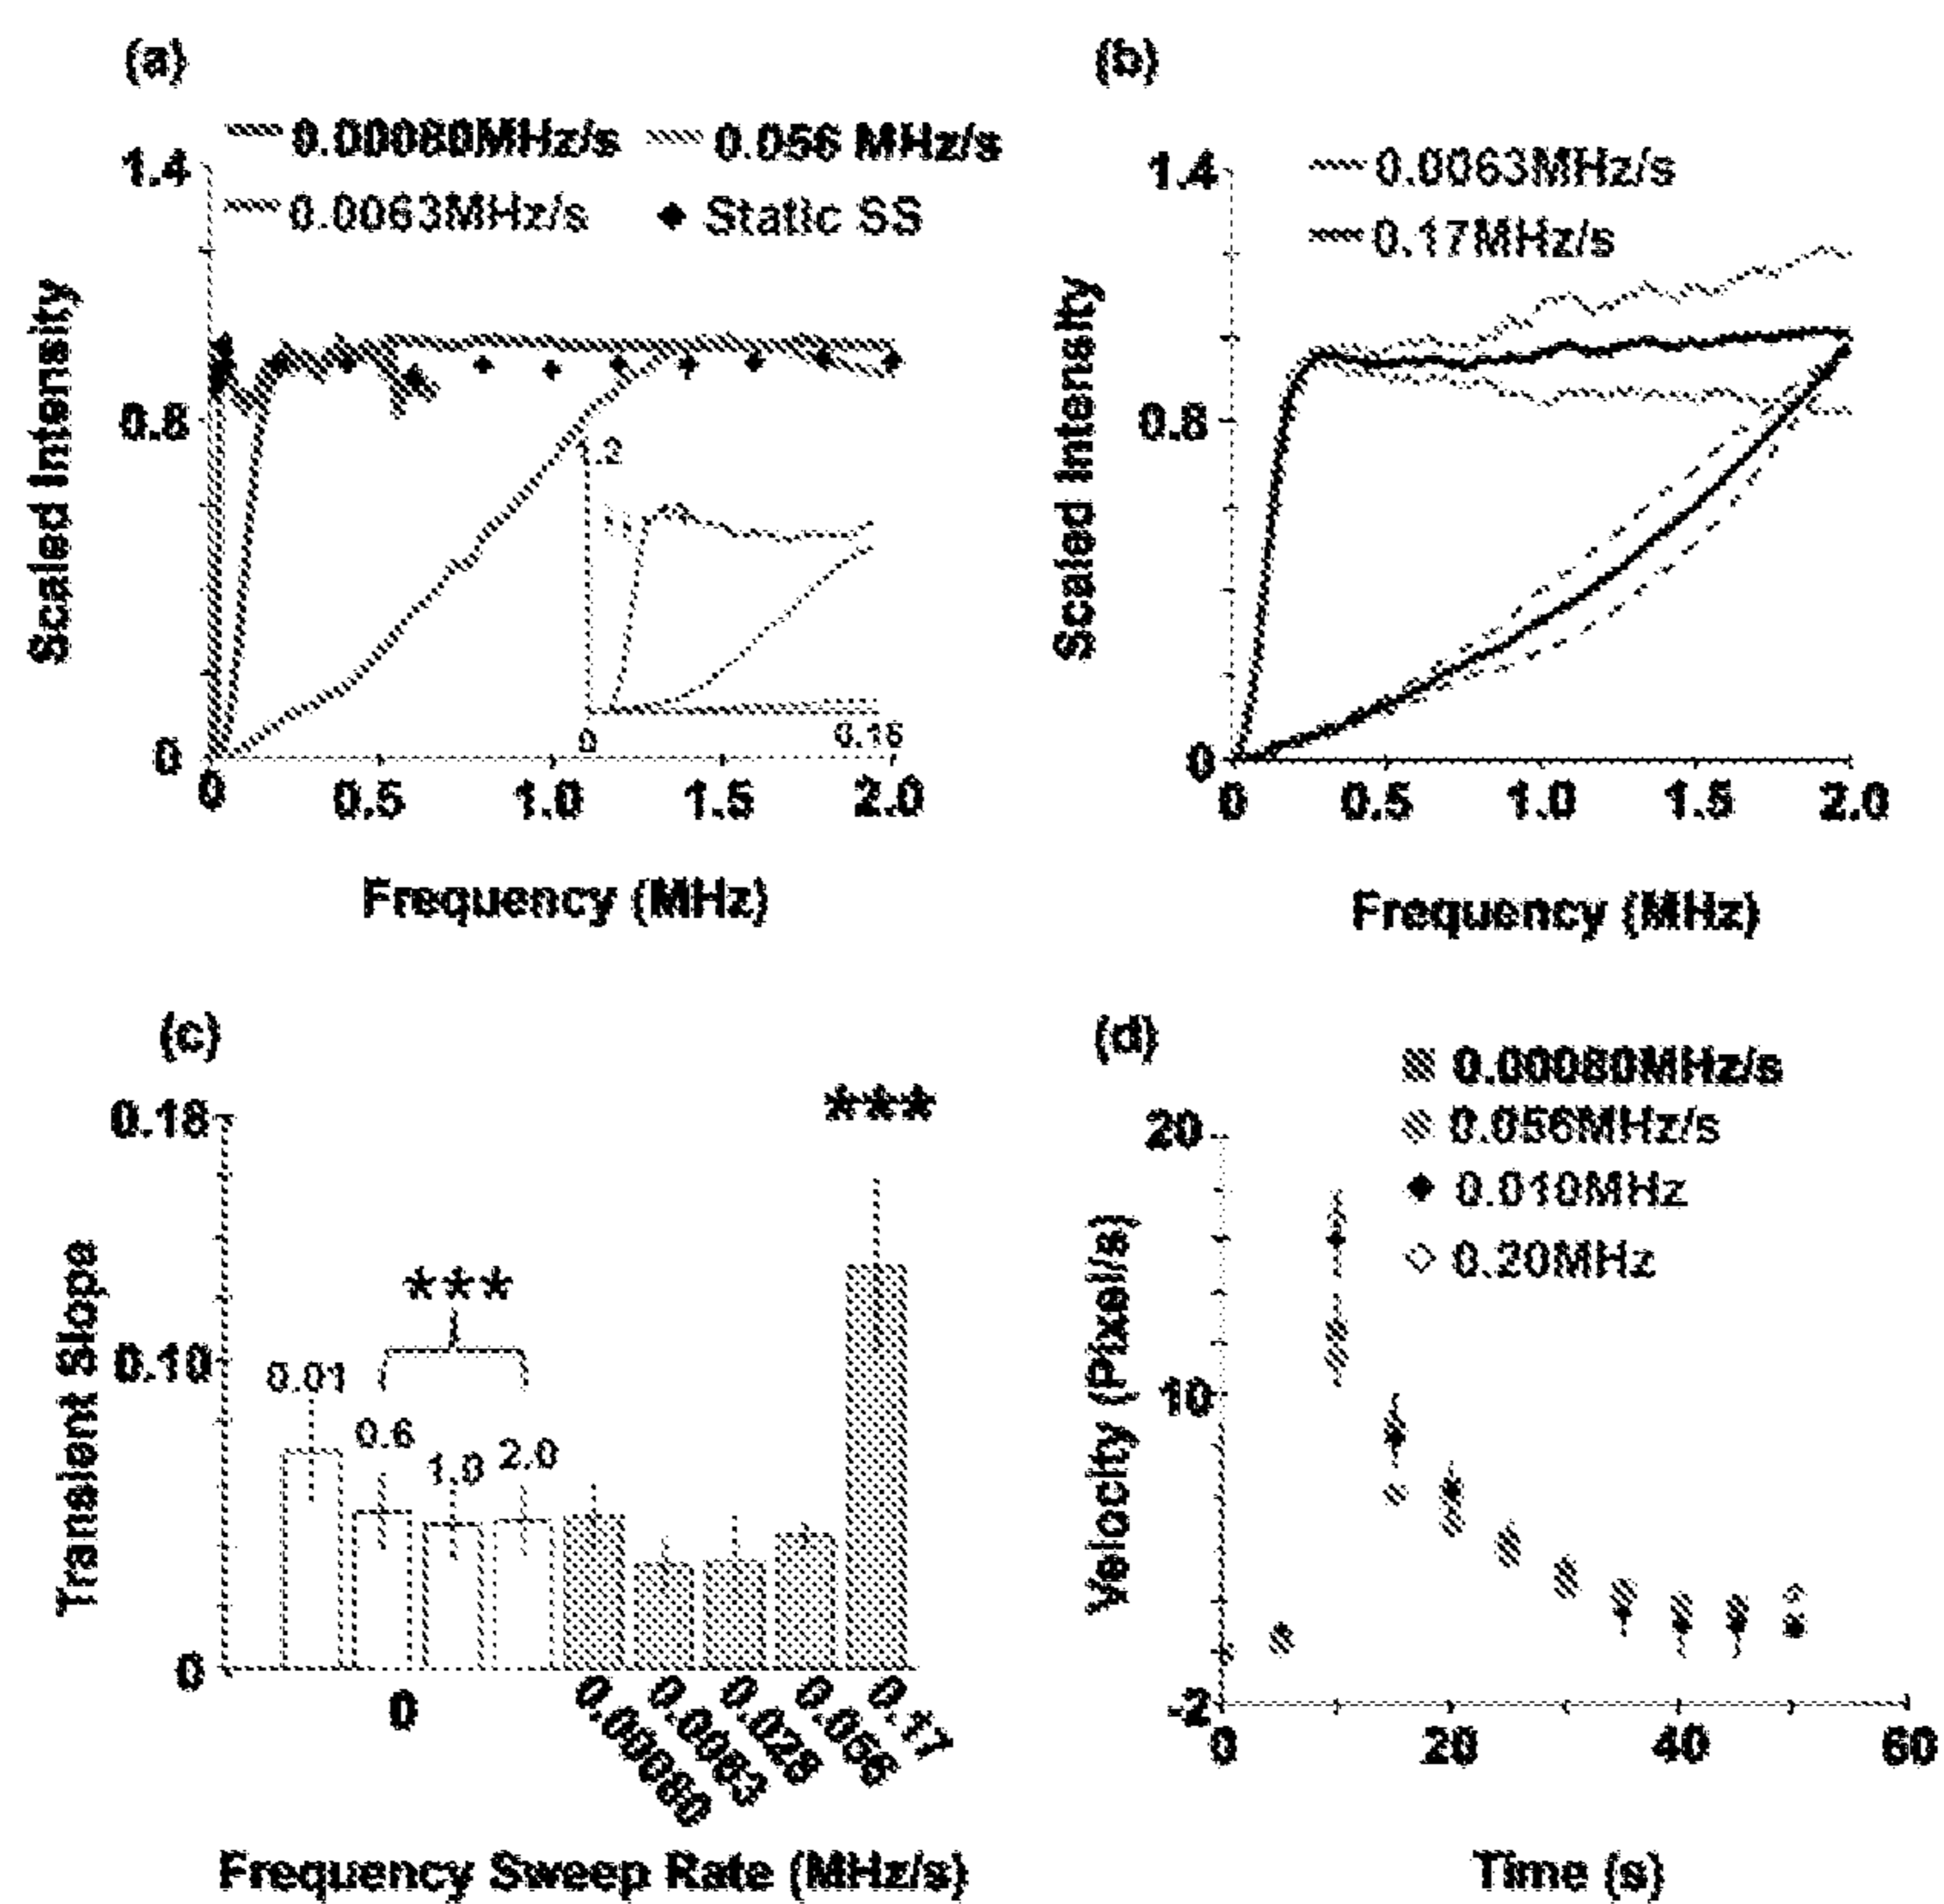 (a)
0.00080MHz/s 0.056 MHz/s
0.0063MHz/s Static SS
1.4
0.8
0
Scaled Intensity
1.2
0 0.16
0 0.5 1.0 1.5 2.0
Frequency (MHz)
(b)
0.0063MHz/s
0.17MHz/s
1.4
0.8
0
Scaled Intensity
0 0.5 1.0 1.5 2.0
Frequency (MHz)
(c)
***
0.18
0.10
0
Transient Slope
***
0.01
0.6
1.0
2.0
0 0.00080 0.0063 0.028 0.056 0.11
Frequency Sweep Rate (MHz/s)
(d)
0.00080MHz/s
0.056MHz/s
0.010MHz
0.20MHz
20
10
-2
Velocity (Pixel/s)
0 20 40 60
Time (s)